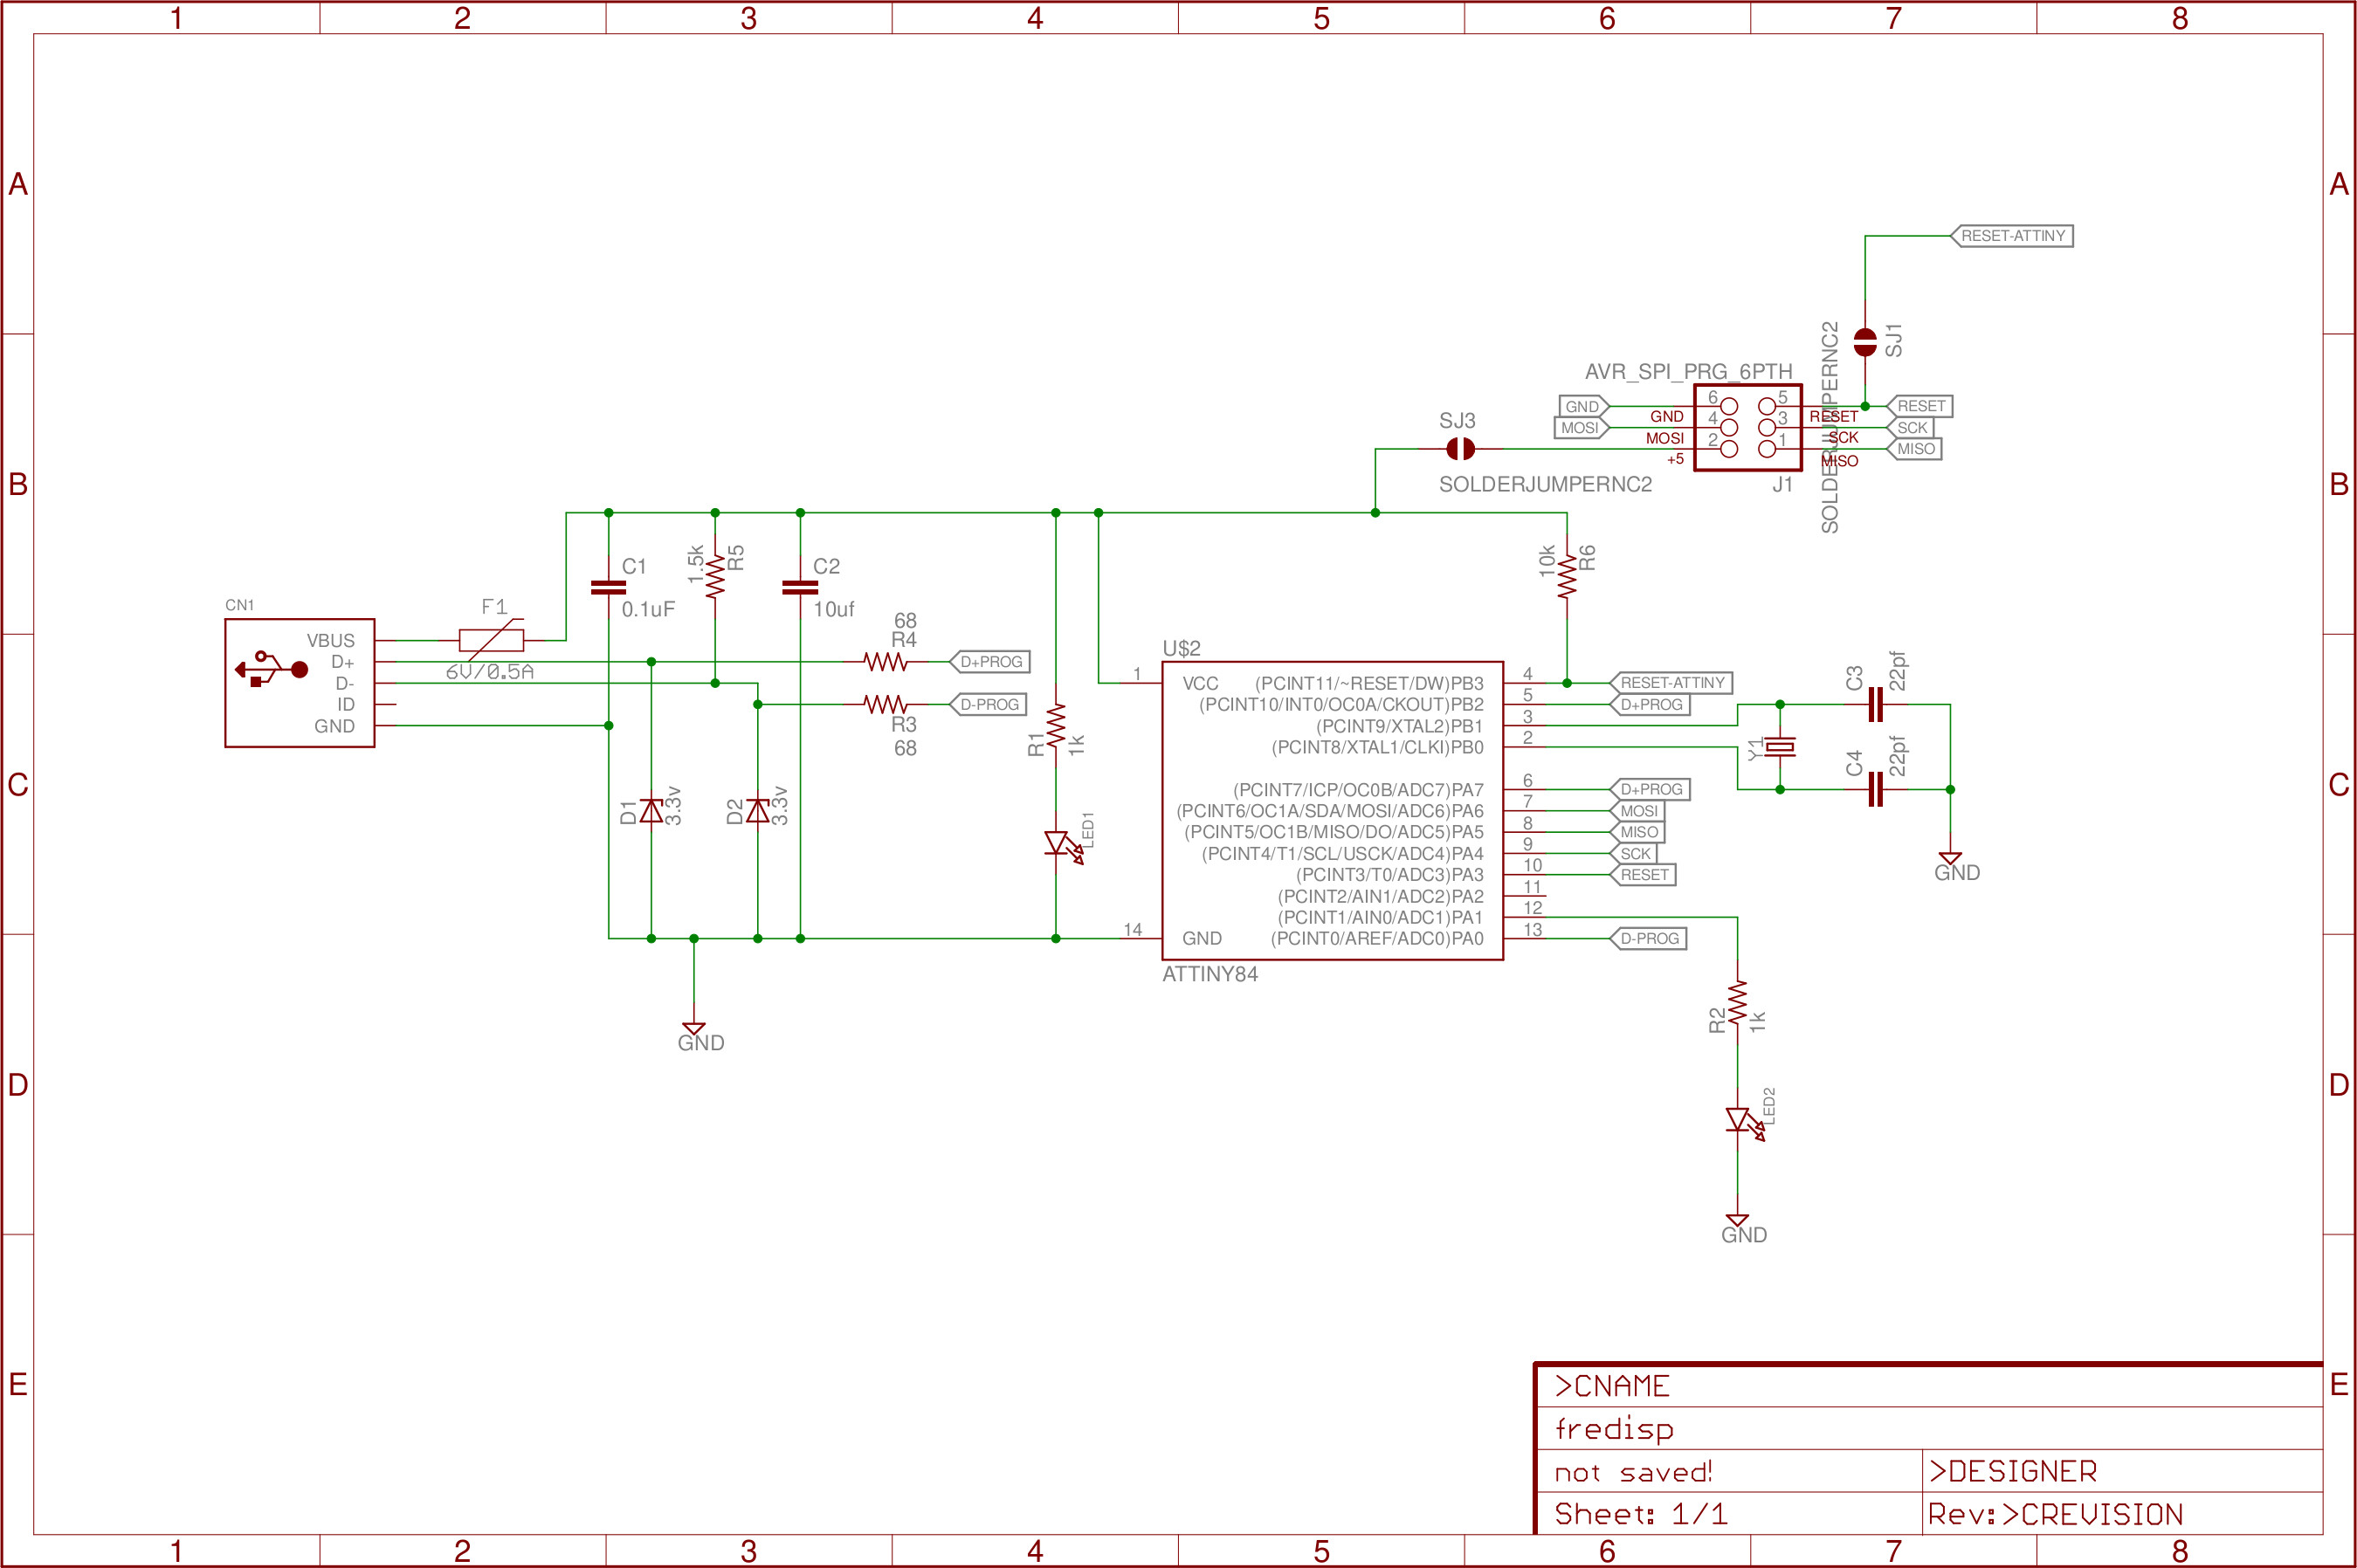 1 2 3 4 5 6 7 8
A A
RESET-ATTINY
SJ1
SOLDERJUMPERNC2
AVR_SPI_PRG_6PTH
GND 6 5 RESET
GND RESET
MOSI 4 3 SCK
MOSI SCK
2 1 MISO
+5 MISO
J1
SJ3
SOLDERJUMPERNC2
B B
C1
0.1uF
1.5k
R5
C2
10uf
10k
R6
CN1
VBUS
D+
D-
ID
GND
F1
6V/0.5A
68
R4
D+PROG
D-PROG
R3
68
R1
1k
LED1
D1
3.3v
D2
3.3v
GND
U$2
1 VCC (PCINT11/~RESET/DW)PB3 4 RESET-ATTINY
(PCINT10/INT0/OC0A/CKOUT)PB2 5 D+PROG
(PCINT9/XTAL2)PB1 3
(PCINT8/XTAL1/CLKI)PB0 2
(PCINT7/ICP/OC0B/ADC7)PA7 6 D+PROG
(PCINT6/OC1A/SDA/MOSI/ADC6)PA6 7 MOSI
(PCINT5/OC1B/MISO/DO/ADC5)PA5 8 MISO
(PCINT4/T1/SCL/USCK/ADC4)PA4 9 SCK
(PCINT3/T0/ADC3)PA3 10 RESET
(PCINT2/AIN1/ADC2)PA2 11
(PCINT1/AIN0/ADC1)PA1 12
14 GND (PCINT0/AREF/ADC0)PA0 13 D-PROG
ATTINY84
C3
22pf
Y1
C4
22pf
GND
C C
R2
1k
LED2
GND
D D
E E
>CNAME
fredisp
not saved!
>DESIGNER
Sheet: 1/1
Rev:>CREVISION
1 2 3 4 5 6 7 8